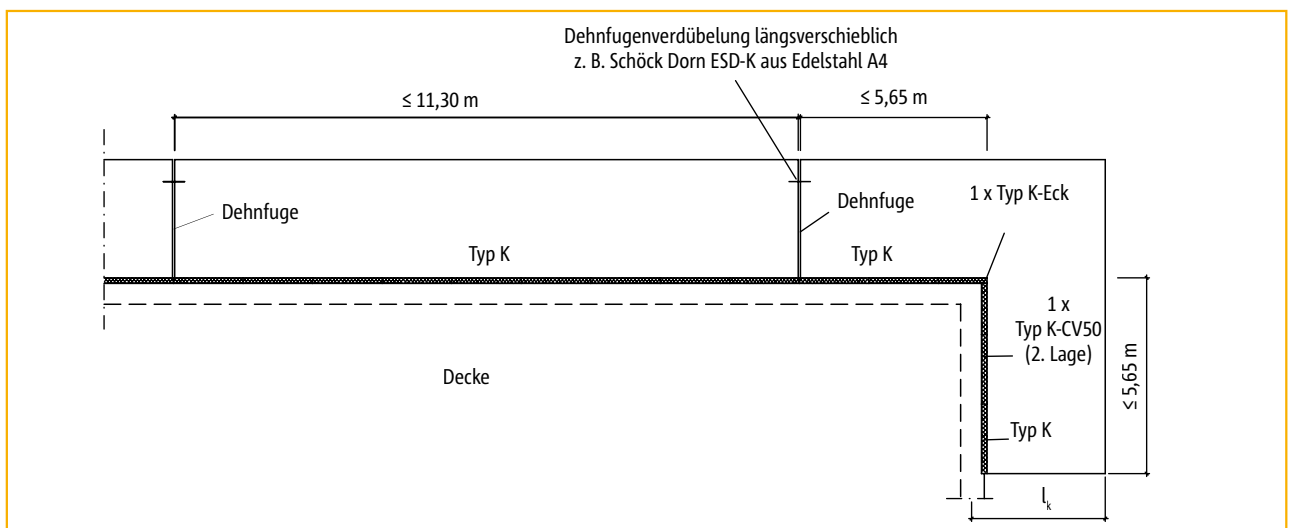 Dehnfugenverdübelung längsverschieblich
z. B. Schöck Dorn ESD-K aus Edelstahl A4
≤ 11,30 m
≤ 5,65 m
Dehnfuge
Dehnfuge
1 x Typ K-Eck
Typ K
Typ K
1 x
Typ K-CV50
(2. Lage)
≤ 5,65 m
Decke
Typ K
lk